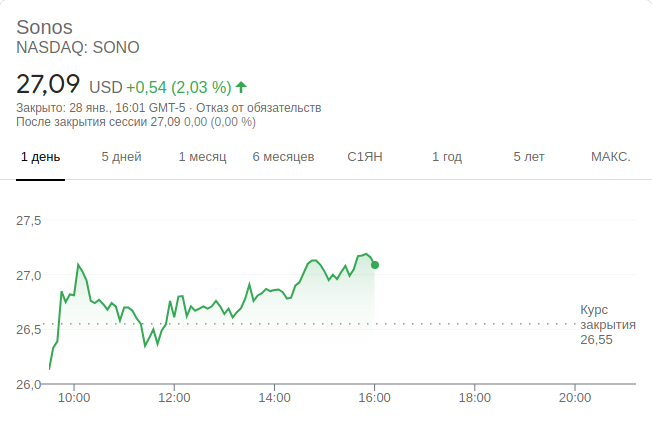 Sonos
NASDAQ: SONO
27,09 USD +0,54 (2,03 %)
Закрыто: 28 янв., 16:01 GMT-5 · Отказ от обязательств
После закрытия сессии 27,09 0,00 (0,00 %)
1 день 5 дней 1 месяц 6 месяцев С1ЯН 1 год 5 лет МАКС.
27,5
27,0
26,5
26,0
Курс
закрытия
26,55
10:00 12:00 14:00 16:00 18:00 20:00